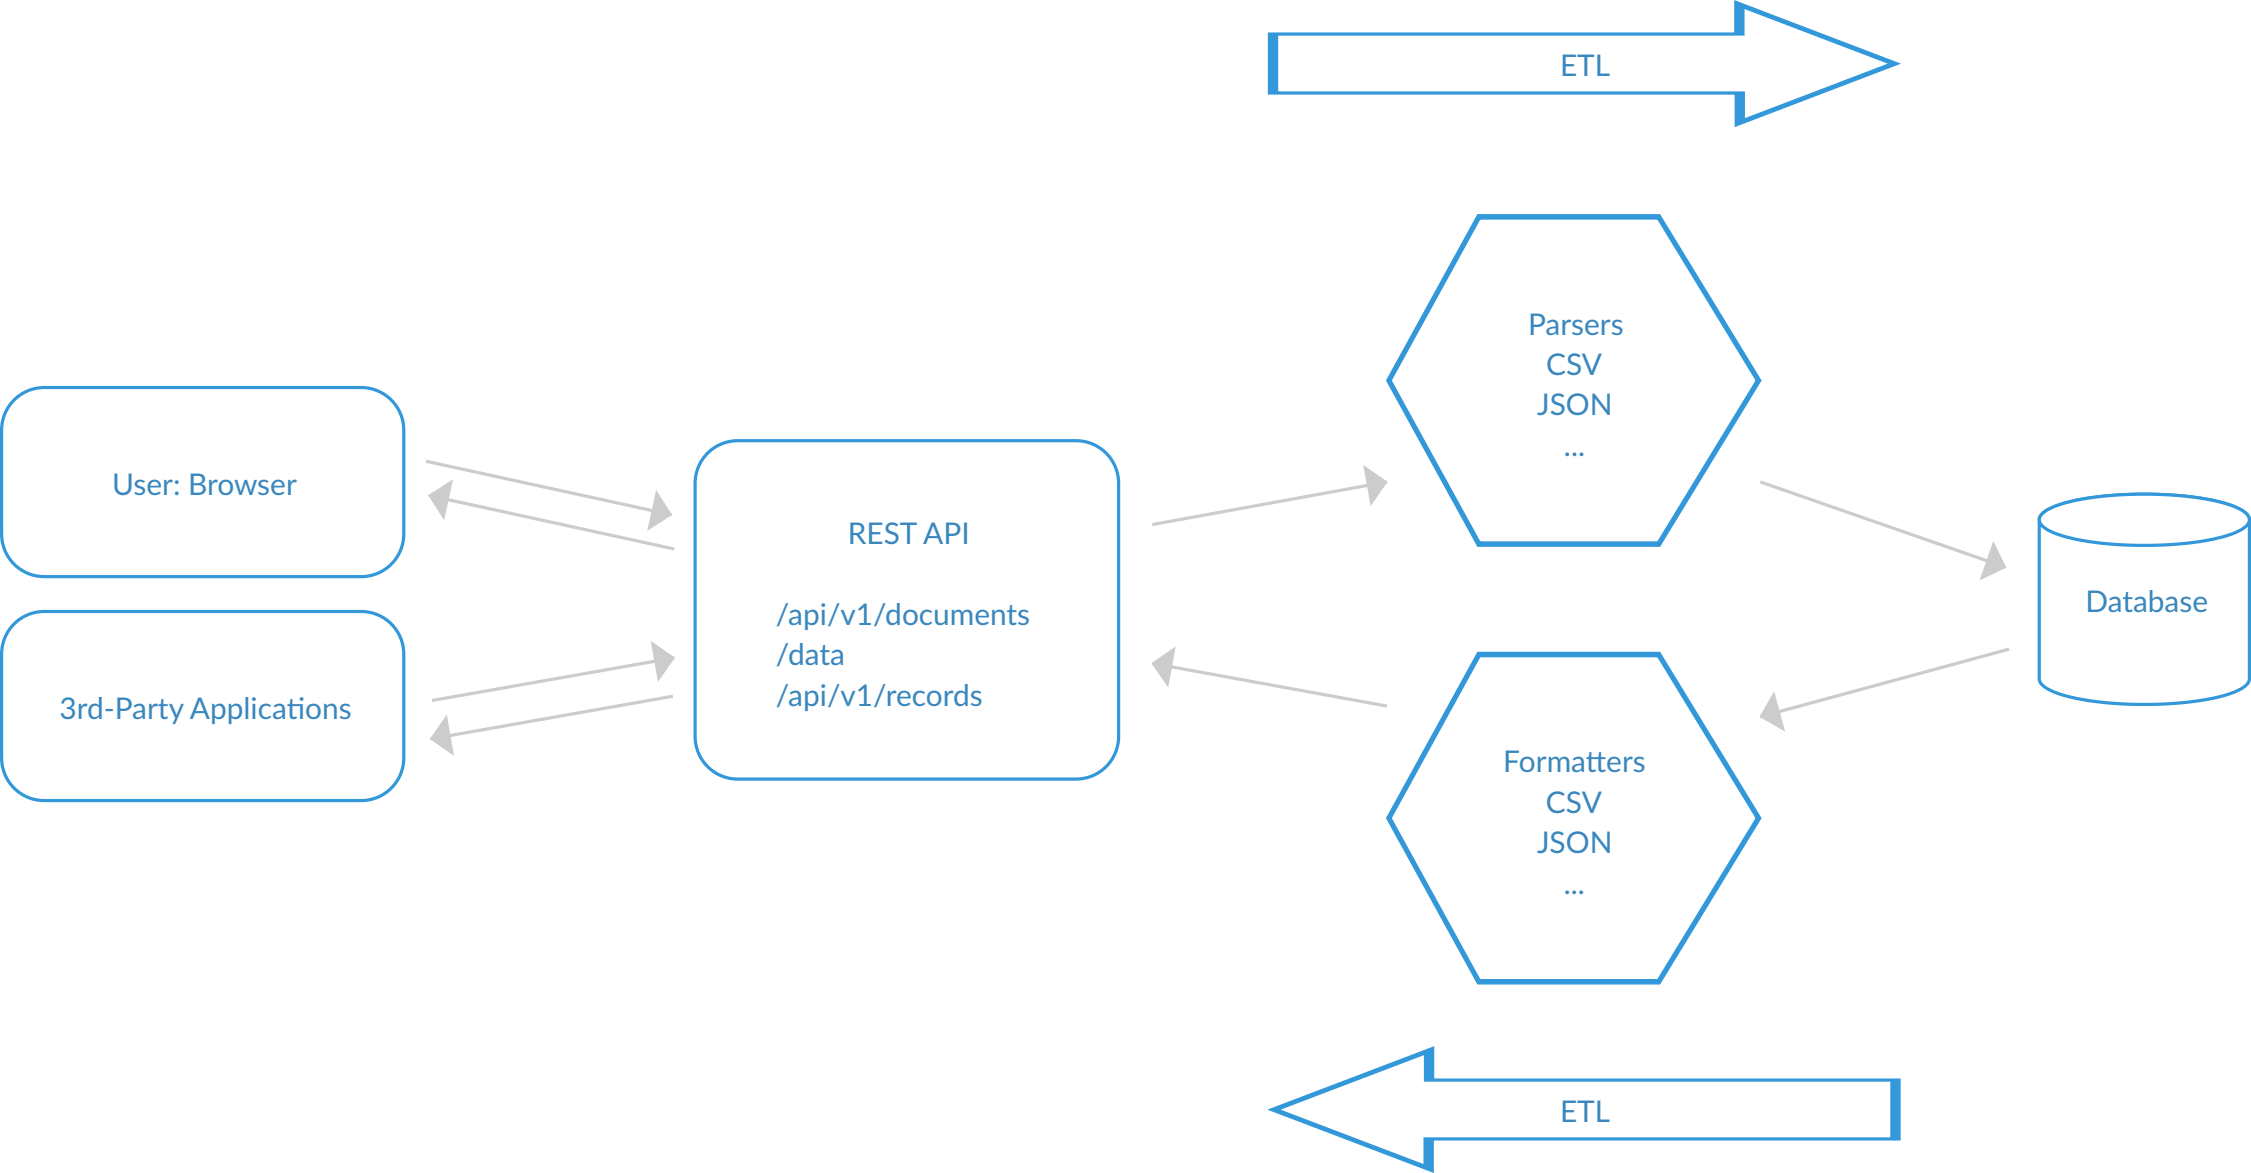 ETL
Parsers
CSV
JSON
...
User: Browser
REST API
/api/v1/documents
/data
/api/v1/records
Database
3rd-Party Applications
Formatters
CSV
JSON
...
ETL